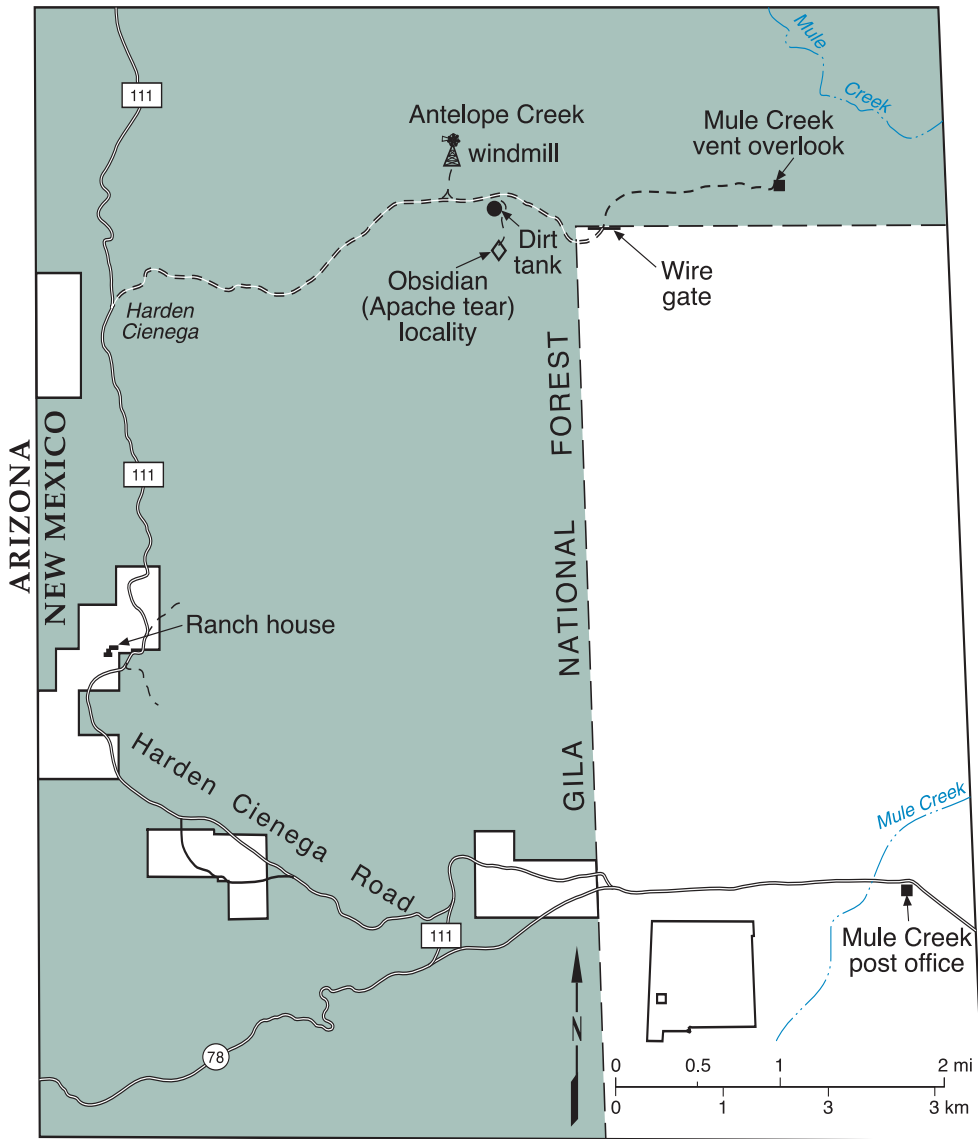 Mule
Creek
111
Antelope Creek
windmill
Mule Creek
vent overlook
Dirt
tank
Wire
gate
Obsidian
(Apache tear)
locality
Harden
Cienega
ARIZONA
NEW MEXICO
111
GILA NATIONAL FOREST
Ranch house
Harden Cienega Road
Mule Creek
111
Mule Creek
post office
N
78
0 0.5 1 2 mi
0 1 3 3 km